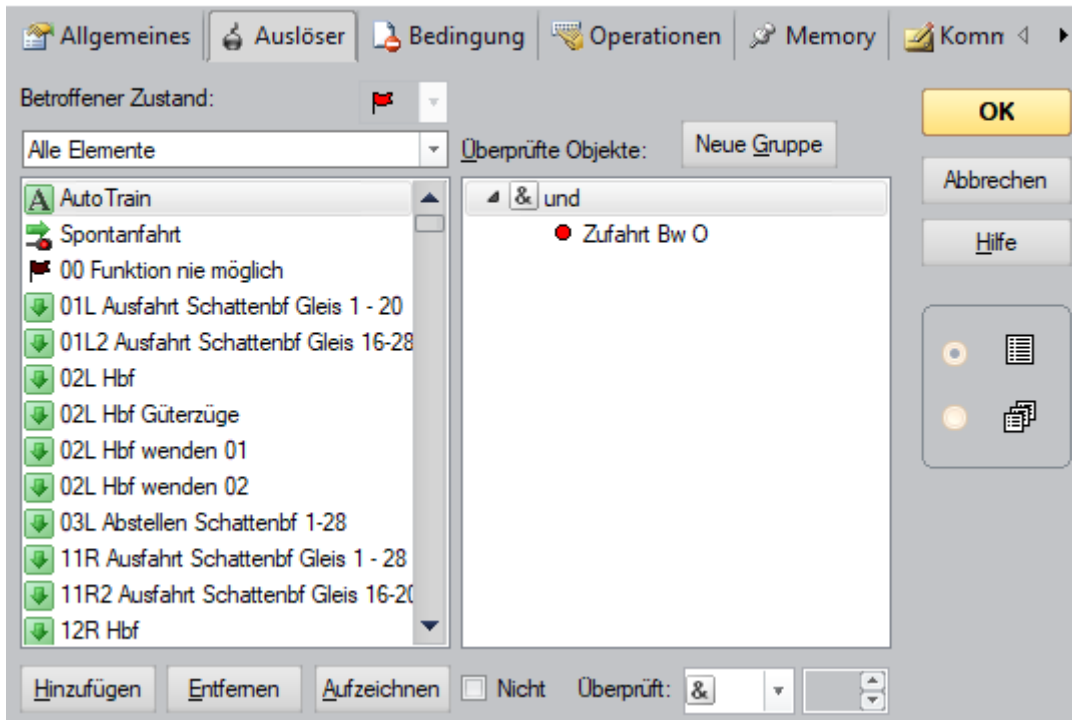 Allgemeines Auslöser Bedingung Operationen Memory Komm
Betroffener Zustand:
Alle Elemente
Überprüfte Objekte:
Neue Gruppe
AutoTrain
Spontanfahrt
00 Funktion nie möglich
01L Ausfahrt Schattenbf Gleis 1 - 20
01L2 Ausfahrt Schattenbf Gleis 16-28
02L Hbf
02L Hbf Güterzüge
02L Hbf wenden 01
02L Hbf wenden 02
03L Abstellen Schattenbf 1-28
11R Ausfahrt Schattenbf Gleis 1 - 28
11R2 Ausfahrt Schattenbf Gleis 16-20
12R Hbf
& und
Zufahrt Bw O
OK
Abbrechen
Hilfe
Hinzufügen Entfernen Aufzeichnen Nicht Überprüft: &